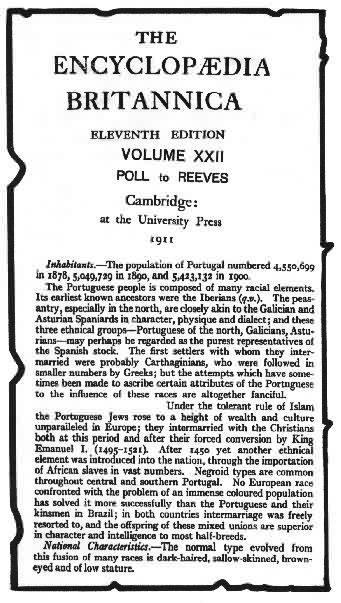 THE
ENCYCLOPÆDIA
BRITANNICA
ELEVENTH EDITION
VOLUME XXII
POLL to REEVES
Cambridge:
at the University Press
1911
Inhabitants.—The population of Portugal numbered 4,550,699
in 1878, 5,049,729 in 1890, and 5,423,132 in 1900.
The Portuguese people is composed of many racial elements.
Its earliest known ancestors were the Iberians (q.v.). The peas-
antry, especially in the north, are closely akin to the Galician and
Asturian Spaniards in character, physique and dialect; and these
three ethnical groups—Portuguese of the north, Galicians, Astu-
rians—may perhaps be regarded as the purest representatives of
the Spanish stock. The first settlers with whom they inter-
married were probably Carthaginians, who were followed in
smaller numbers by Greeks; but the attempts which have some-
times been made to ascribe certain attributes of the Portuguese
to the influence of these races are altogether fanciful.
Under the tolerant rule of Islam
the Portuguese Jews rose to a height of wealth and culture
unparalleled in Europe; they intermarried with the Christians
both at this period and after their forced conversion by King
Emanuel I. (1495-1521). After 1450 yet another ethnical
element was introduced into the nation, through the importation
of African slaves in vast numbers. Negroid types are common
throughout central and southern Portugal. No European race
confronted with the problem of an immense coloured population
has solved it more successfully than the Portuguese and their
kinsmen in Brazil; in both countries intermarriage was freely
resorted to, and the offspring of these mixed unions are superior
in character and intelligence to most half-breeds.
National Characteristics.—The normal type evolved from
this fusion of many races is dark-haired, sallow-skinned, brown-
eyed and of low stature.